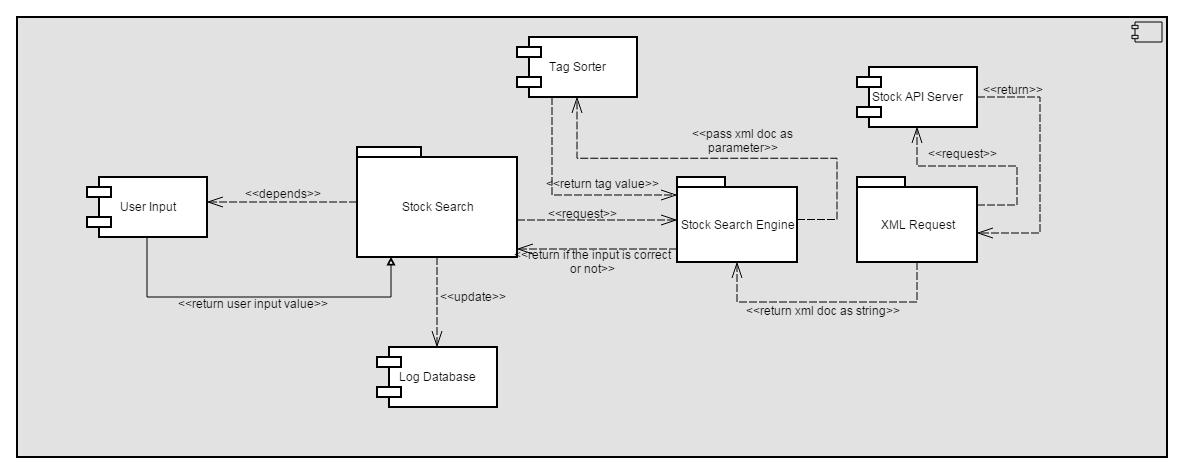 Tag Sorter
Stock API Server
<<return>>
<<pass xml doc as
parameter>>
<<request>>
<<return tag value>>
<<depends>>
User Input
Stock Search
<<request>>
Stock Search Engine
XML Request
<<return if the input is correct
or not>>
<<return user input value>>
<<update>>
<<return xml doc as string>>
Log Database